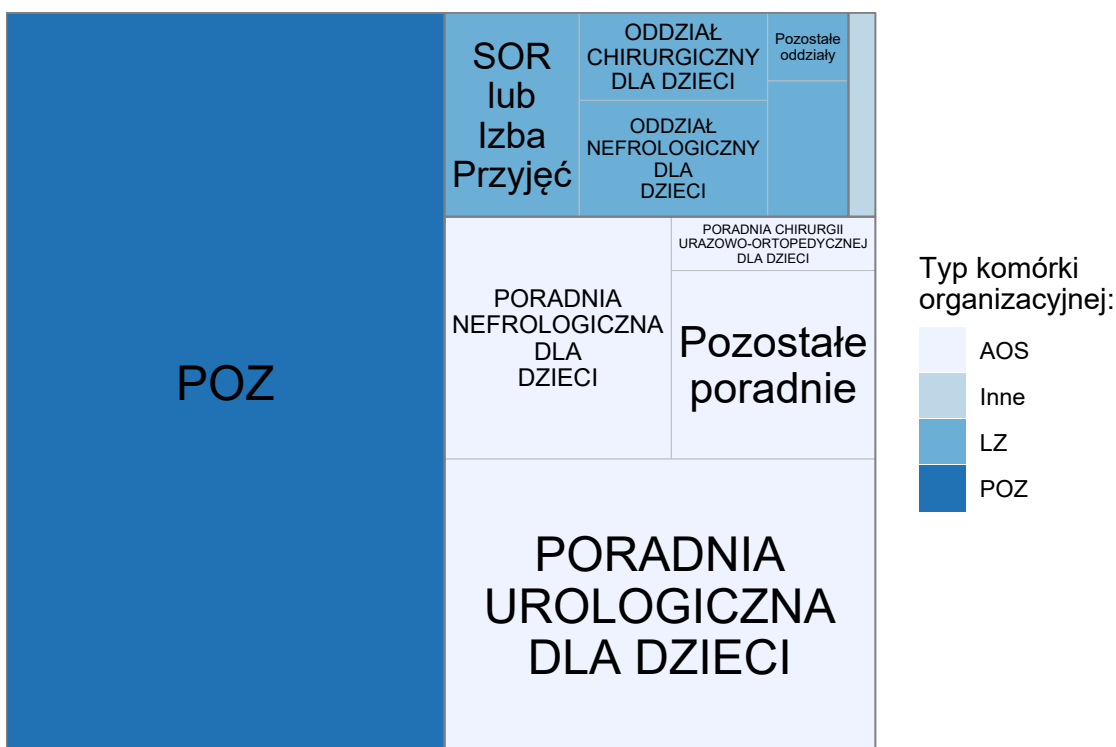 POZ
SOR
lub
Izba
Przyjęć
ODDZIAŁ
CHIRURGICZNY
DLA DZIECI
ODDZIAŁ
NEFROLOGICZNY
DLA
DZIECI
Pozostałe
oddziały
PORADNIA
NEFROLOGICZNA
DLA
DZIECI
PORADNIA CHIRURGII
URAZOWO-ORTOPEDYCZNEJ
DLA DZIECI
Pozostałe
poradnie
PORADNIA
UROLOGICZNA
DLA DZIECI
Typ komórki
organizacyjnej:
AOS
Inne
LZ
POZ